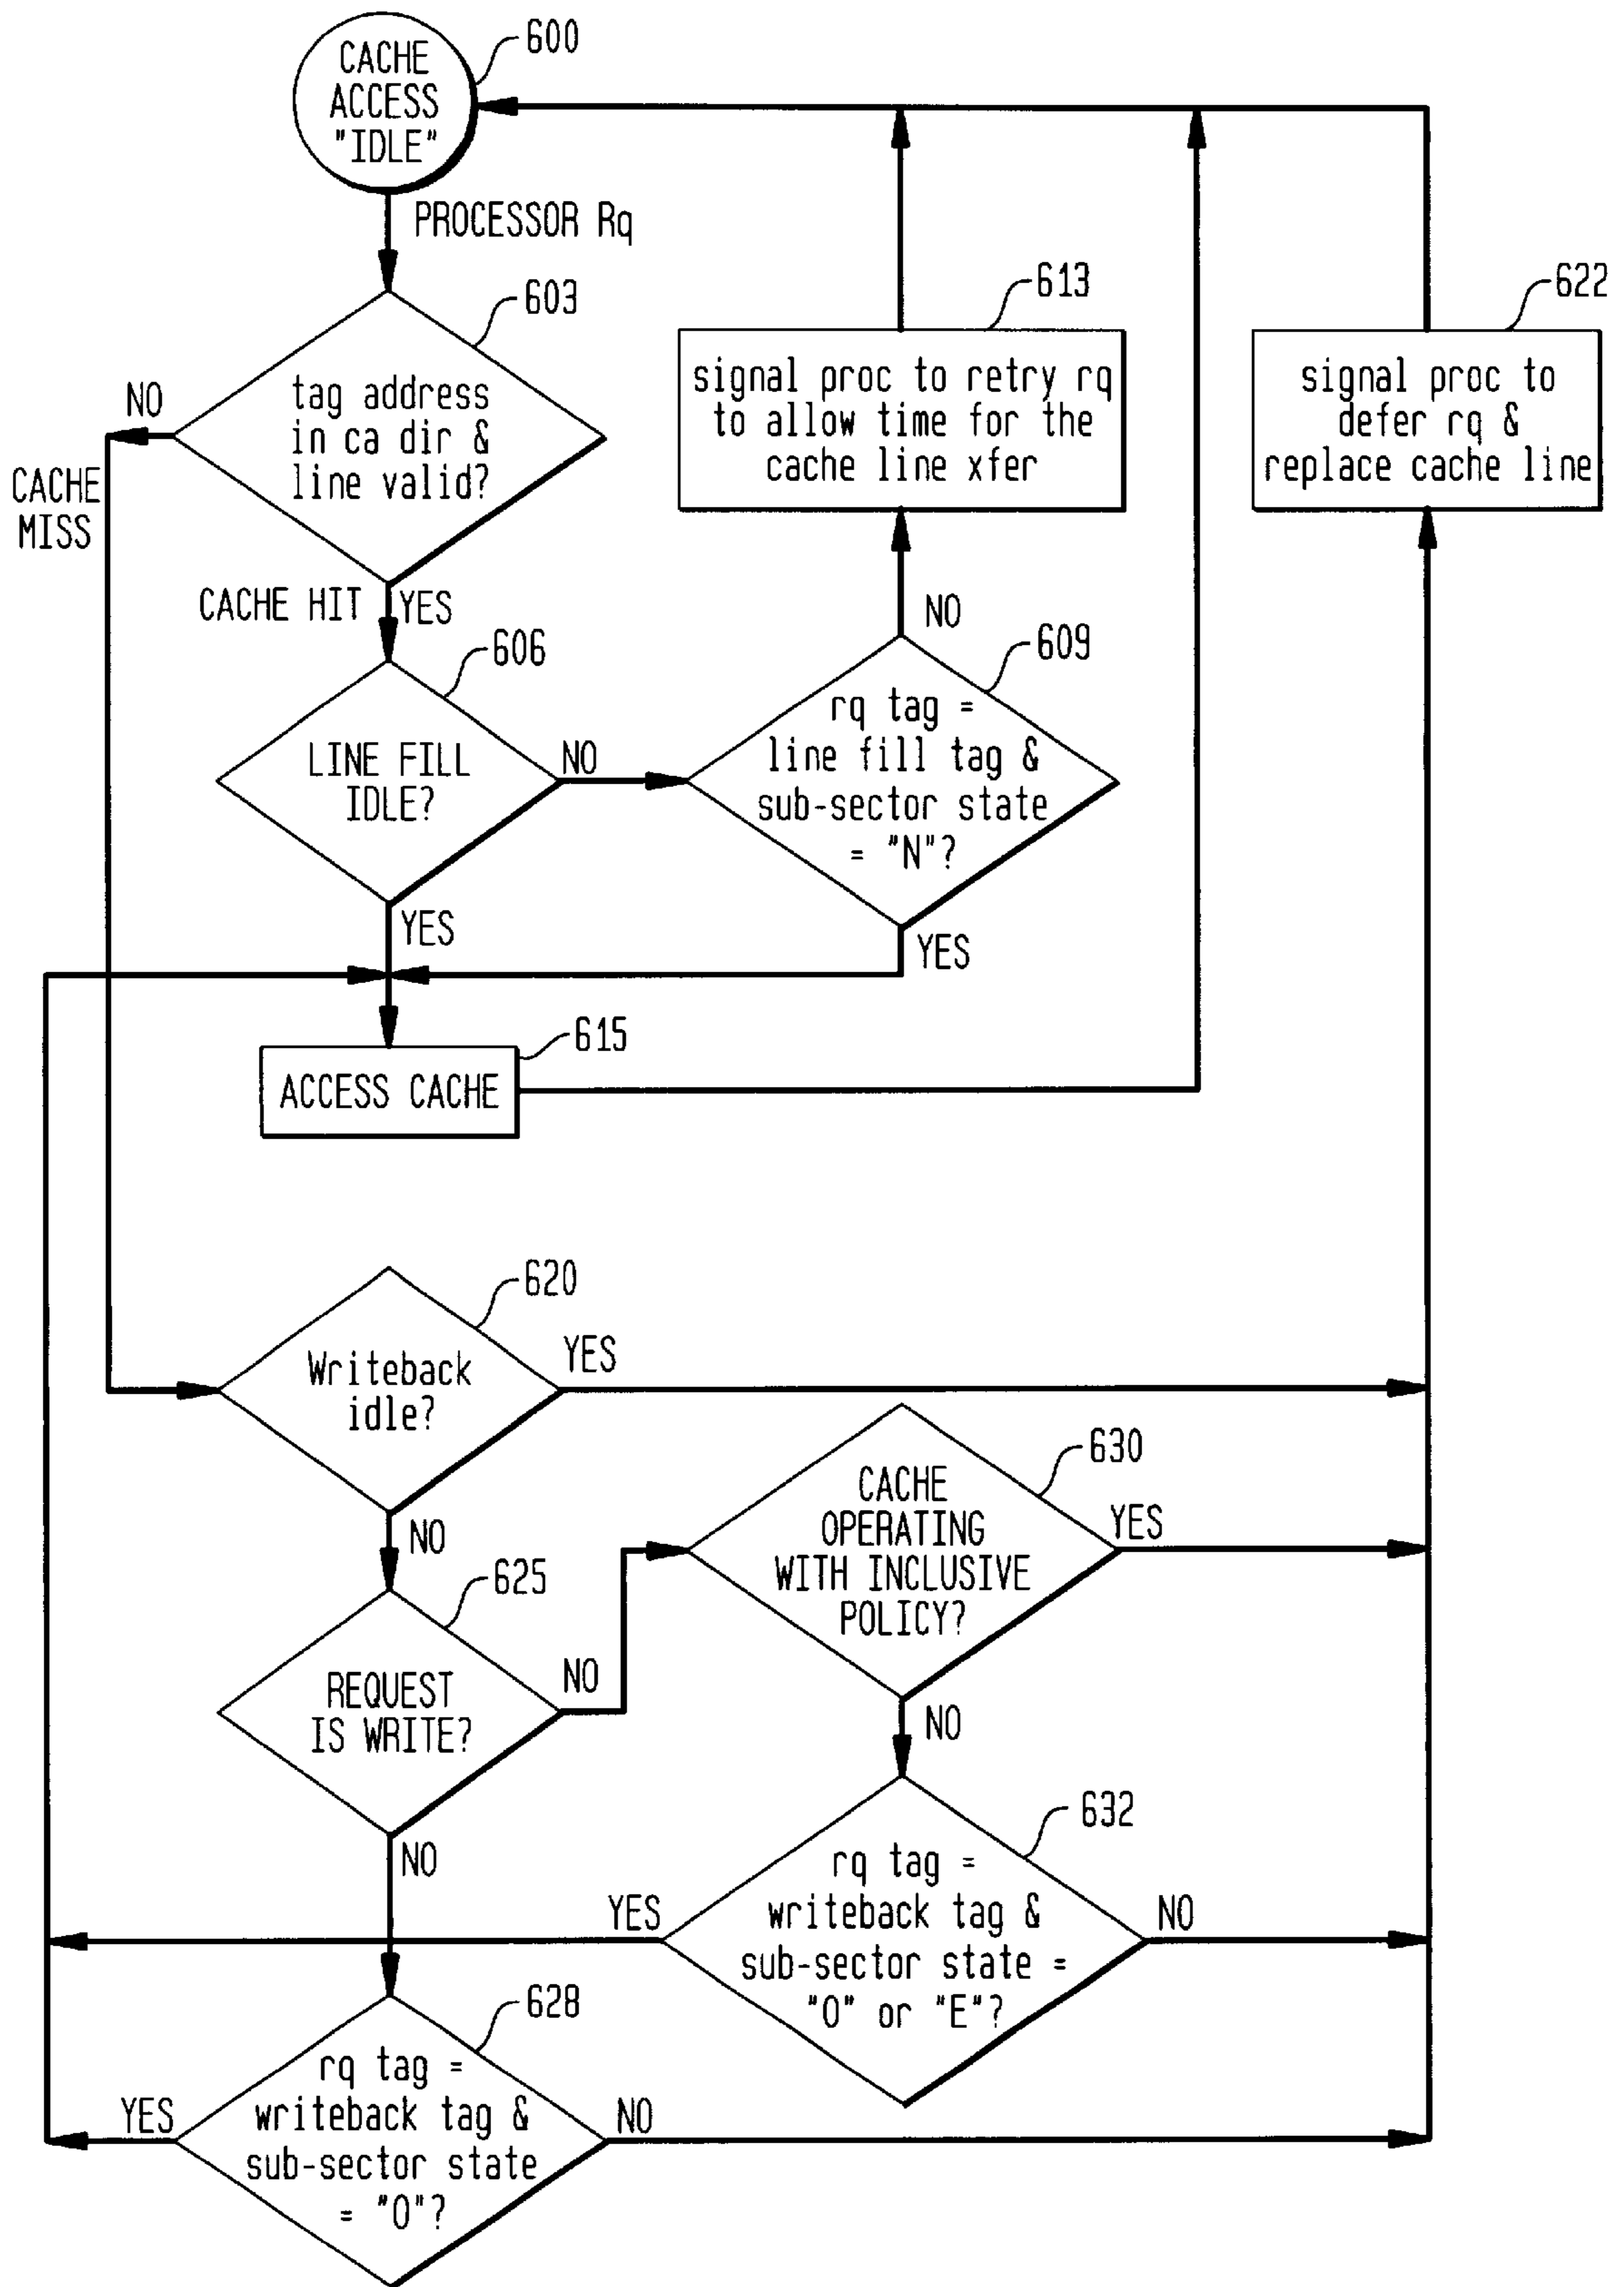 CACHE
ACCESS
"IDLE"
600
PROCESSOR Rq
603
tag address
in ca dir &
line valid?
NO
CACHE
MISS
613
signal proc to retry rq
to allow time for the
cache line xfer
622
signal proc to
defer rq &
replace cache line
CACHE HIT
YES
606
LINE FILL
IDLE?
NO
NO
609
rq tag =
line fill tag &
sub-sector state
= "N"?
YES
YES
615
ACCESS CACHE
620
Writeback
idle?
YES
NO
630
CACHE
OPERATING
WITH INCLUSIVE
POLICY?
YES
625
REQUEST
IS WRITE?
NO
NO
NO
632
rq tag =
writeback tag &
sub-sector state =
"O" or "E"?
YES
NO
628
rq tag =
writeback tag &
sub-sector state
= "O"?
YES
NO